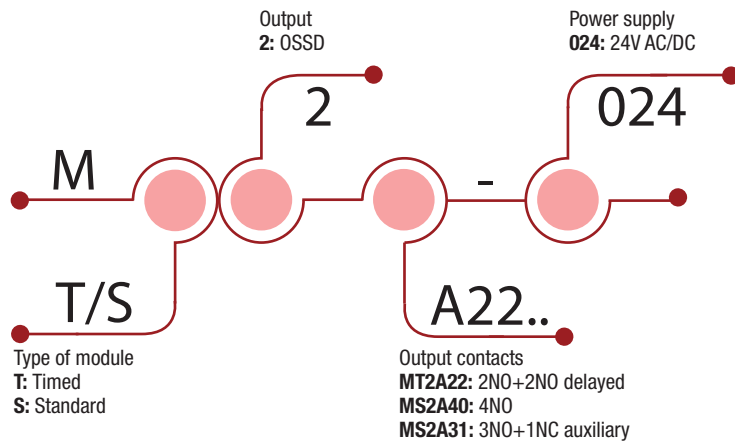 Output
2: OSSD
Power supply
024: 24V AC/DC
2
024
M
-
T/S
A22..
Type of module
T: Timed
S: Standard
Output contacts
MT2A22: 2NO+2NO delayed
MS2A40: 4NO
MS2A31: 3NO+1NC auxiliary